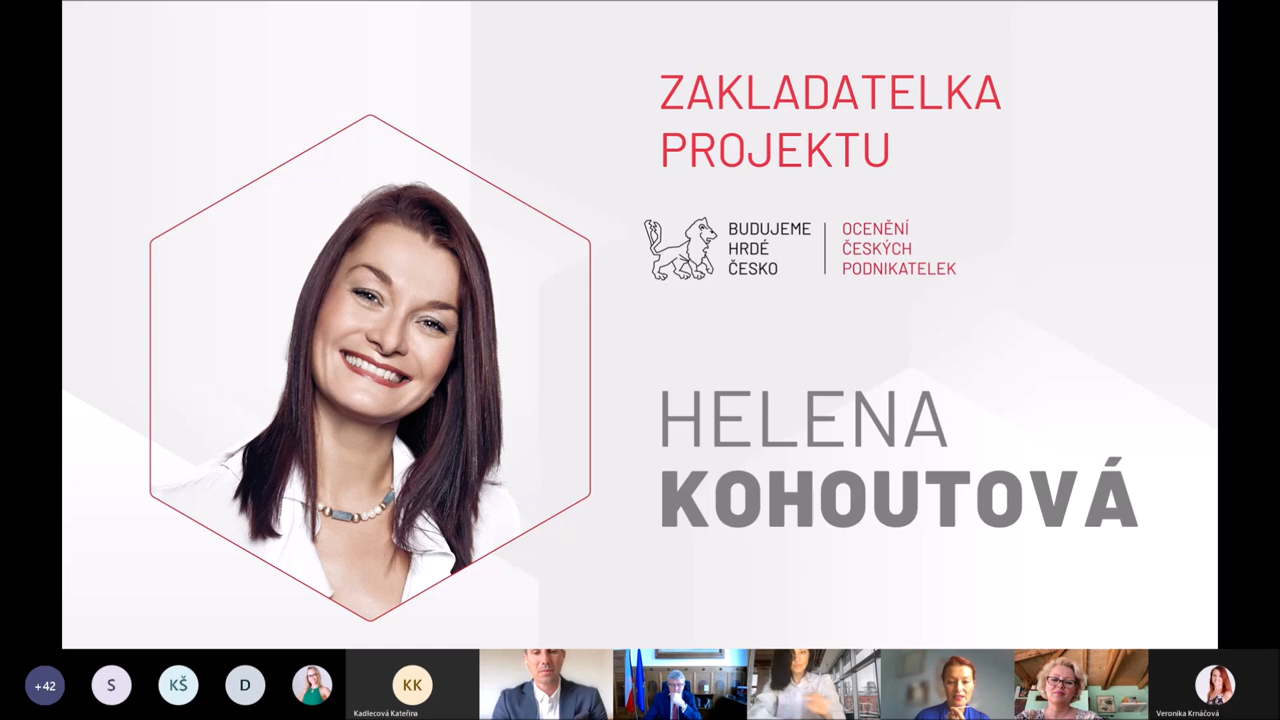 ZAKLADATELKA
PROJEKTU
BUDUJEME
HRDÉ
ČESKO
OCENĚNÍ
ČESKÝCH
PODNIKATELEK
HELENA
KOHOUTOVÁ
+42
S
KŠ
D
KK
Kadlecová Kateřina
Veronika Krnáčová